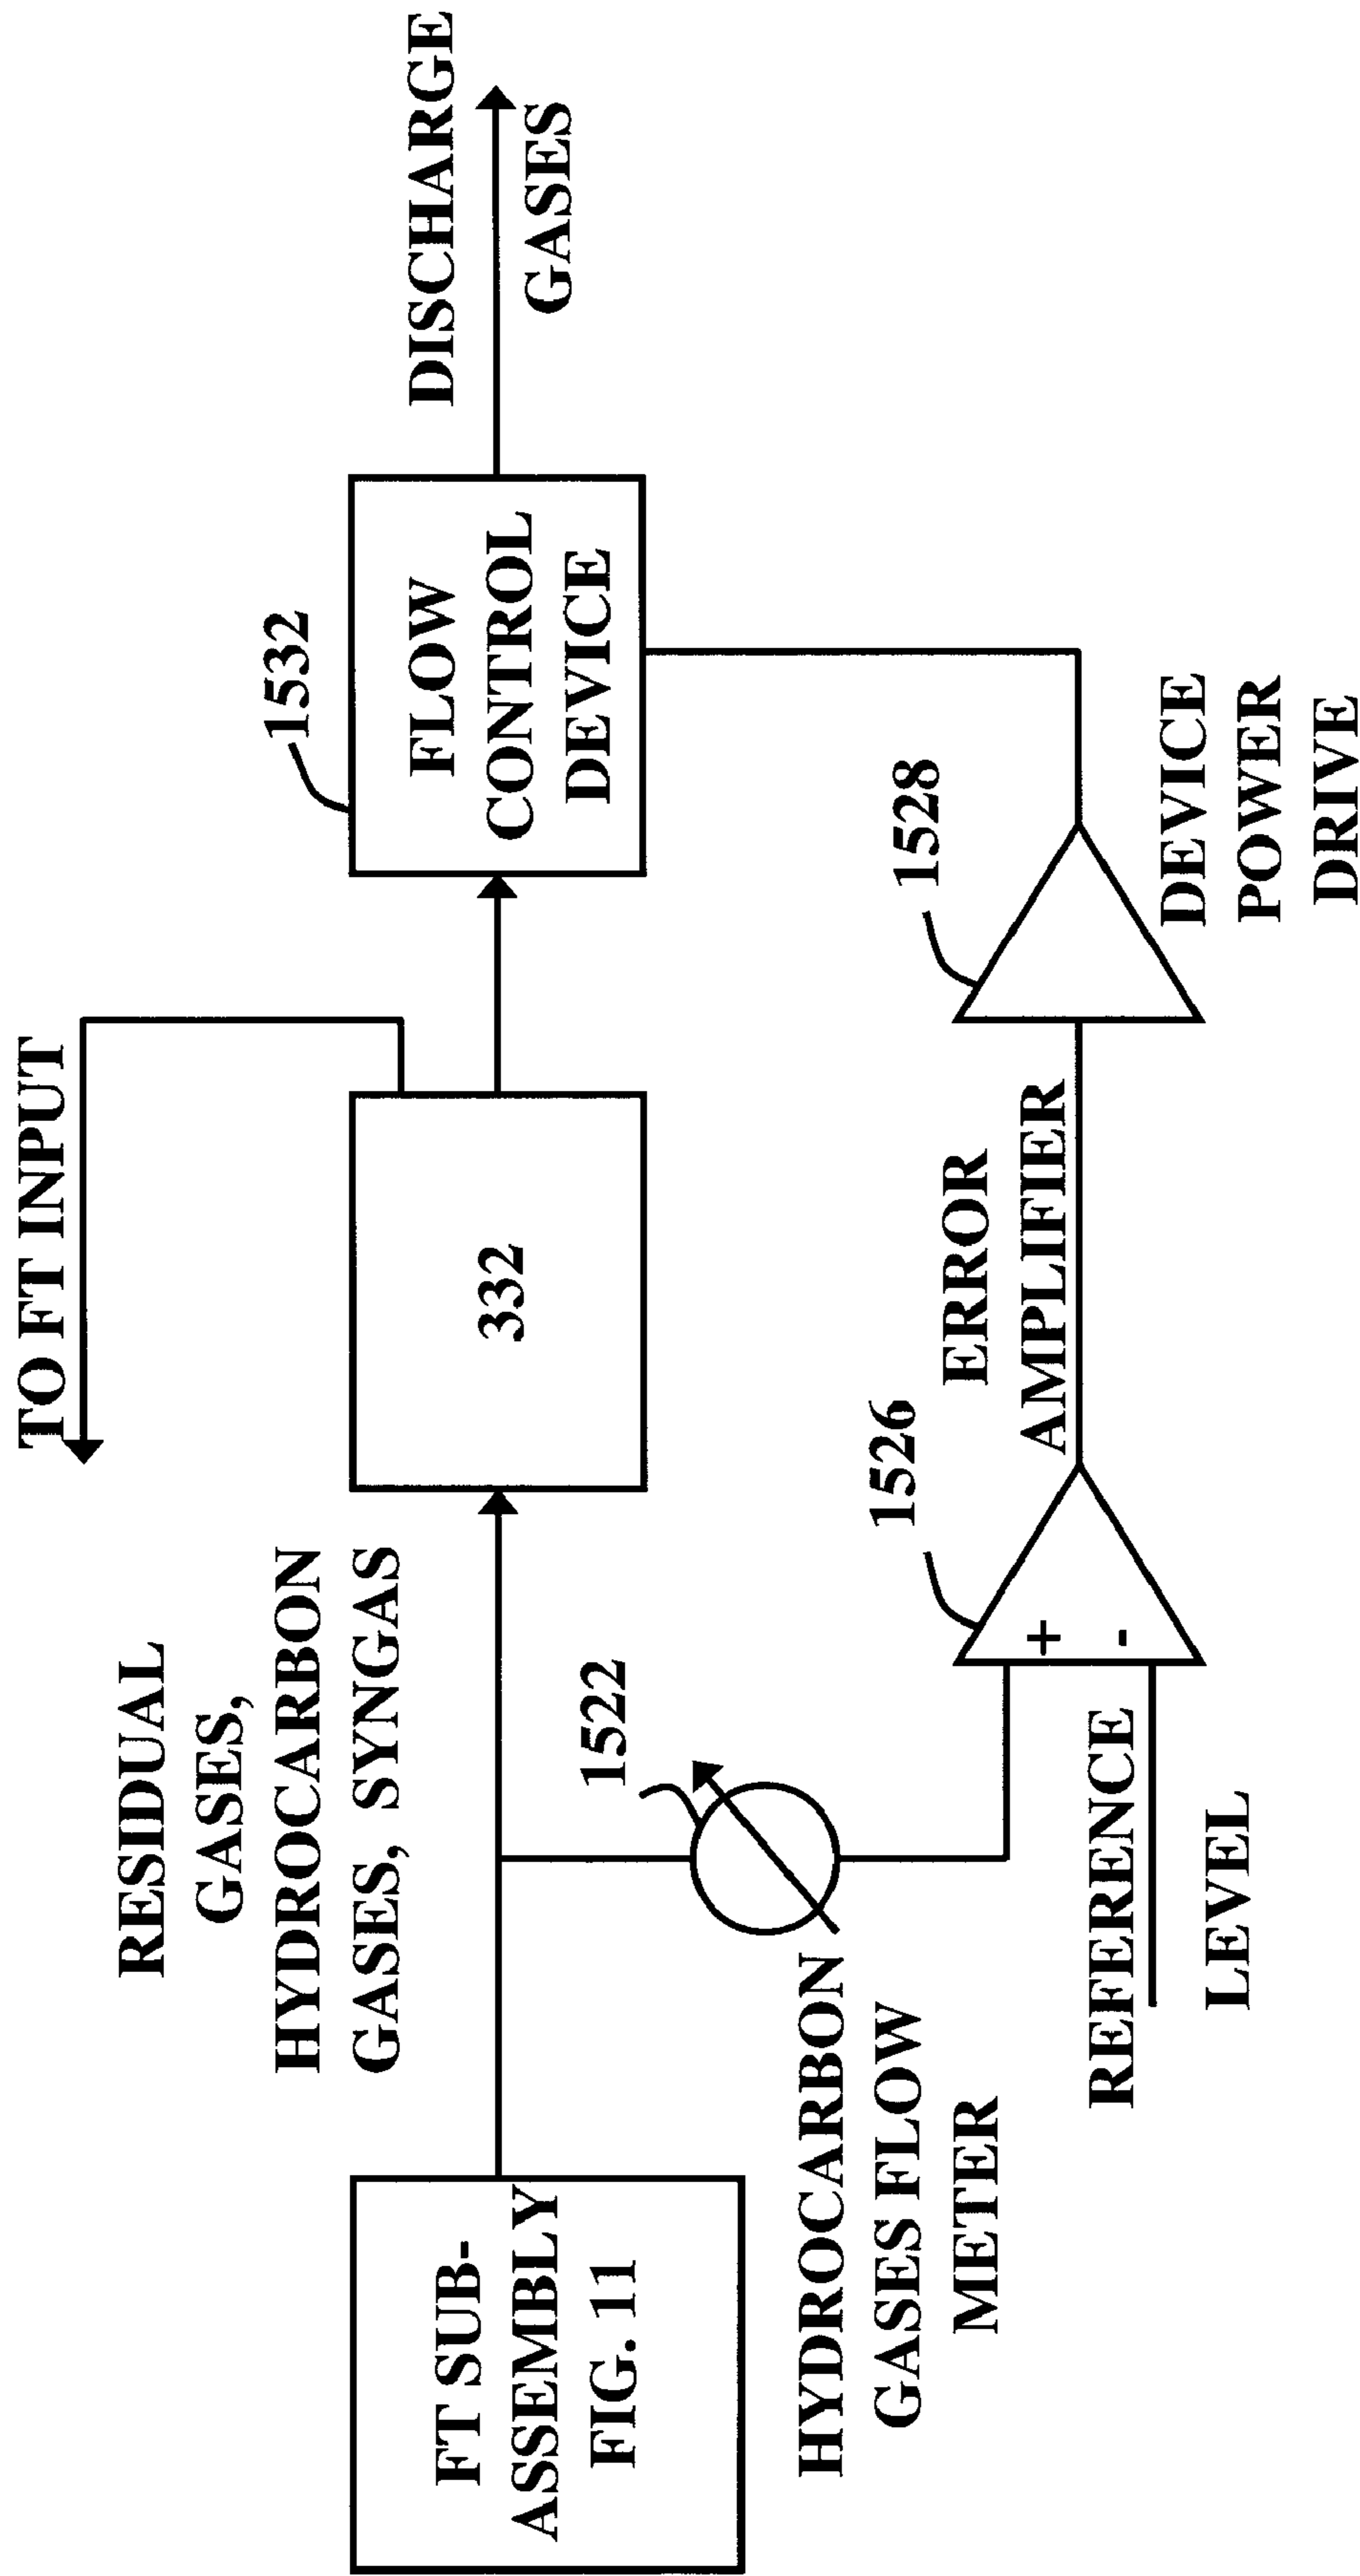 TO FT INPUT
RESIDUAL
GASES,
HYDROCARBON
GASES, SYNGAS
DISCHARGE
GASES
1532
FT SUB-
ASSEMBLY
FIG. 11
332
FLOW
CONTROL
DEVICE
1522
HYDROCARBON
GASES FLOW
METER
1526
+
-
REFERENCE
LEVEL
ERROR
AMPLIFIER
1528
DEVICE
POWER
DRIVE